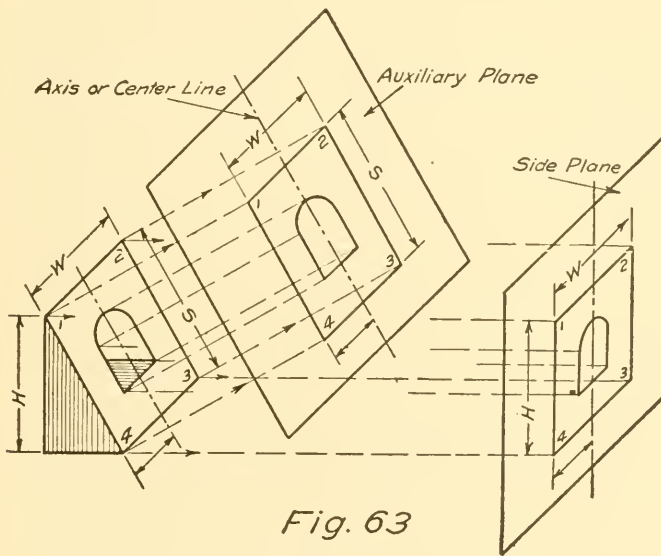 Axis or Center Line
Auxiliary Plane
Side Plane
W
S
2
1
3
4
W
2
1
S
3
4
H
W
2
1
3
H
4
Fig. 63